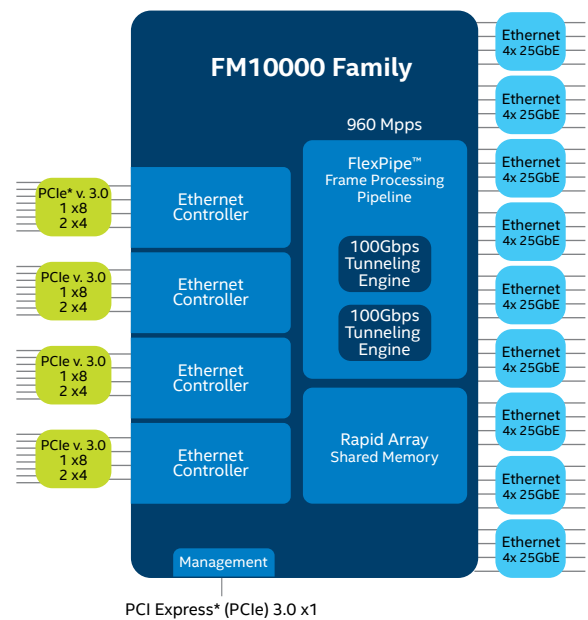 FM10000 Family
960 Mpps
FlexPipe™
Frame Processing
Pipeline
100Gbps
Tunneling
Engine
100Gbps
Tunneling
Engine
Rapid Array
Shared Memory
PCIe* v. 3.0
1 x8
2 x4
Ethernet
Controller
PCIe v. 3.0
1 x8
2 x4
Ethernet
Controller
PCIe v. 3.0
1 x8
2 x4
Ethernet
Controller
PCIe v. 3.0
1 x8
2 x4
Ethernet
Controller
Management
PCI Express* (PCIe) 3.0 x1
Ethernet
4x 25GbE
Ethernet
4x 25GbE
Ethernet
4x 25GbE
Ethernet
4x 25GbE
Ethernet
4x 25GbE
Ethernet
4x 25GbE
Ethernet
4x 25GbE
Ethernet
4x 25GbE
Ethernet
4x 25GbE